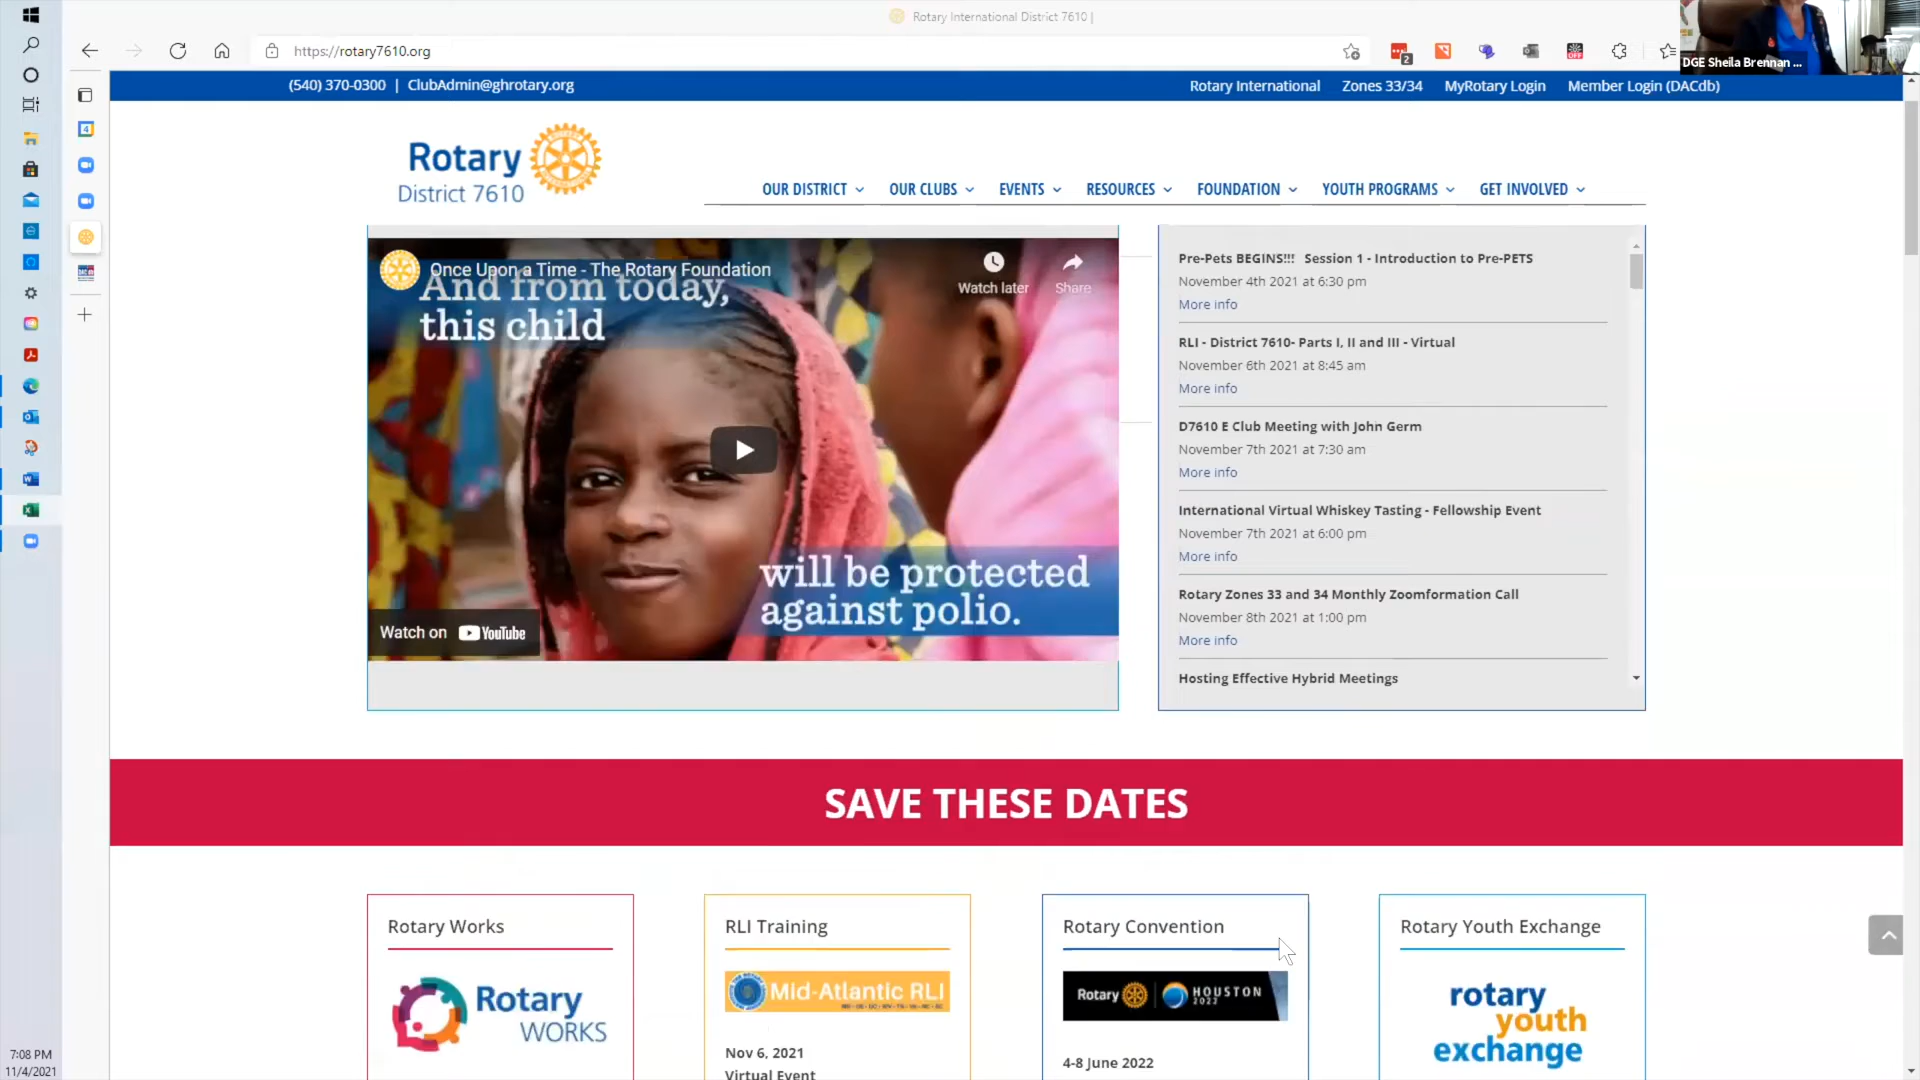 Rotary International District 7610 |
https://rotary7610.org
2
OFF
DGE Sheila Brennan ...
(540) 370-0300 | ClubAdmin@ghrotary.org
Rotary International Zones 33/34 MyRotary Login Member Login (DACdb)
4
Rotary
District 7610
OUR DISTRICT OUR CLUBS EVENTS RESOURCES FOUNDATION YOUTH PROGRAMS GET INVOLVED
Once Upon a Time - The Rotary Foundation
Watch later
Share
And from today,
this child
will be protected
against polio.
Watch on YouTube
Pre-Pets BEGINS!!! Session 1 - Introduction to Pre-PETS
November 4th 2021 at 6:30 pm
More info
RLI - District 7610- Parts I, II and III - Virtual
November 6th 2021 at 8:45 am
More info
D7610 E Club Meeting with John Germ
November 7th 2021 at 7:30 am
More info
International Virtual Whiskey Tasting - Fellowship Event
November 7th 2021 at 6:00 pm
More info
Rotary Zones 33 and 34 Monthly Zoomformation Call
November 8th 2021 at 1:00 pm
More info
Hosting Effective Hybrid Meetings
SAVE THESE DATES
Rotary Works
Rotary
WORKS
RLI Training
Mid-Atlantic RLI
Nov 6, 2021
Virtual Event
Rotary Convention
Rotary | HOUSTON
2022
4-8 June 2022
Rotary Youth Exchange
rotary
youth
exchange
7:08 PM
11/4/2021